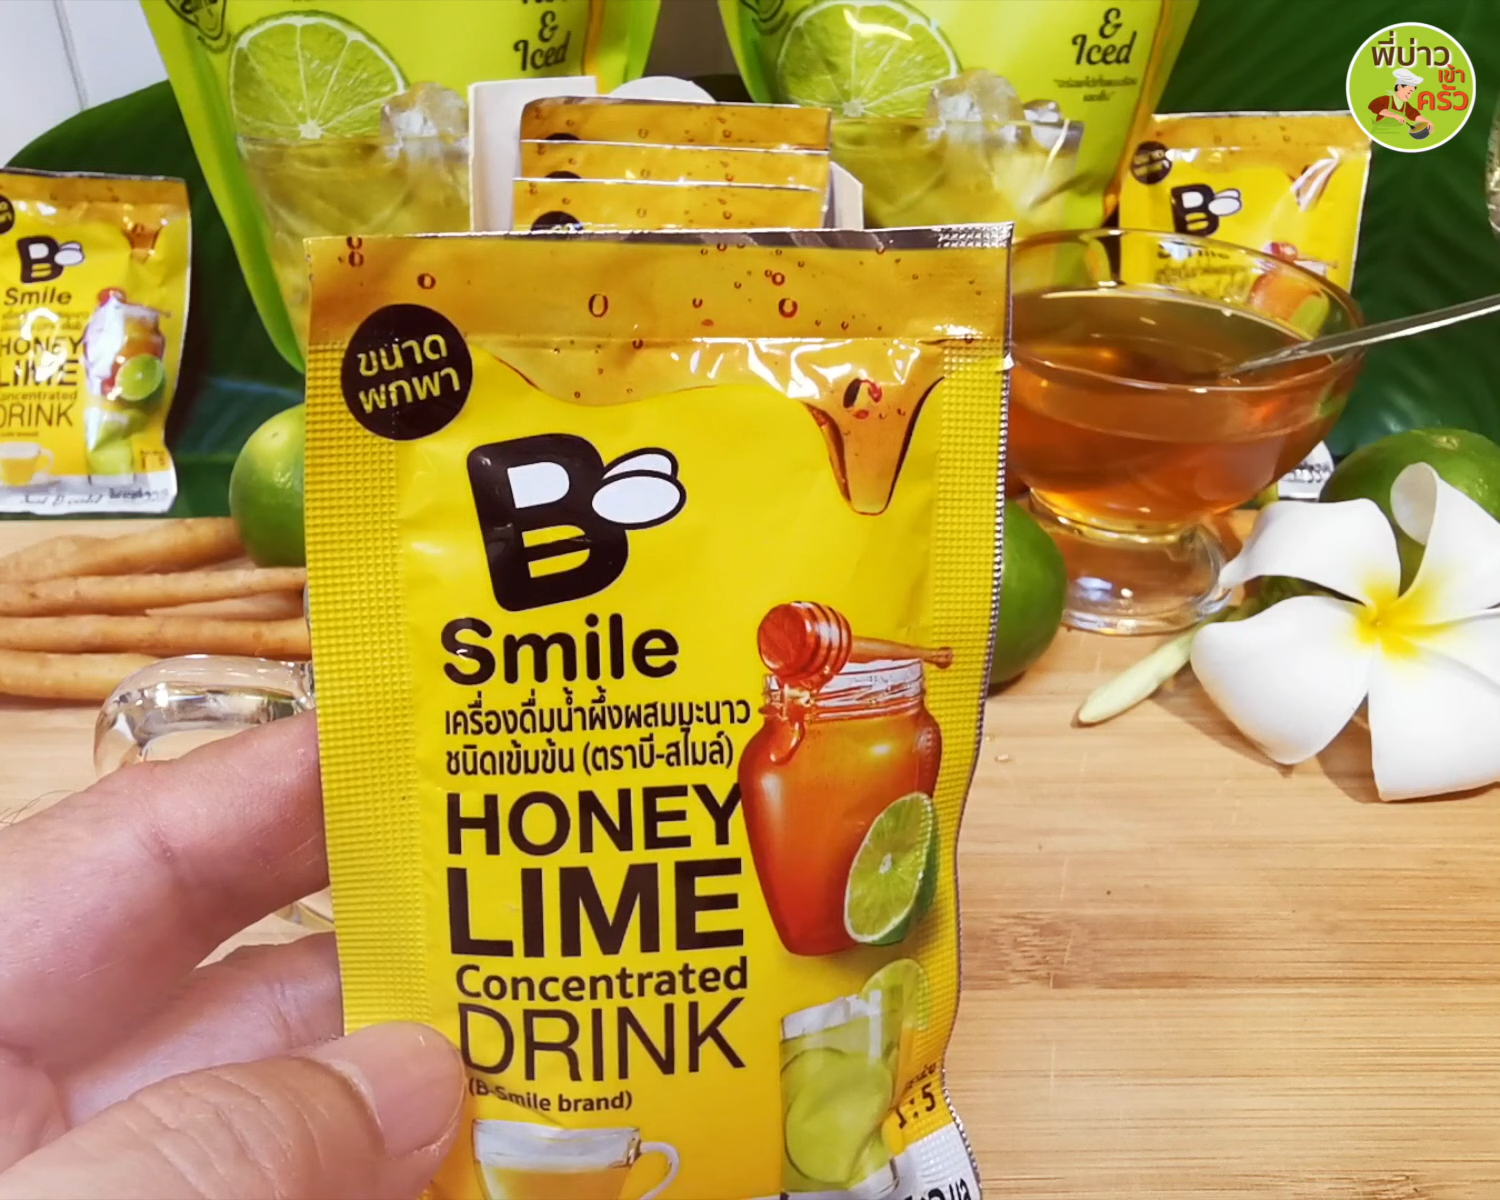 &
Iced
&
Iced
พี่บ่าว
เข้า
ครัว
B
Smile
HONEY
LIME
Concentrated
DRINK
B
Smile
ขนาด
พกพา
B
Smile
เครื่องดื่มน้ำผึ้งผสมมะนาว
ชนิดเข้มข้น (ตราบี-สไมล์)
HONEY
LIME
Concentrated
DRINK
(B-Smile brand)
1:5